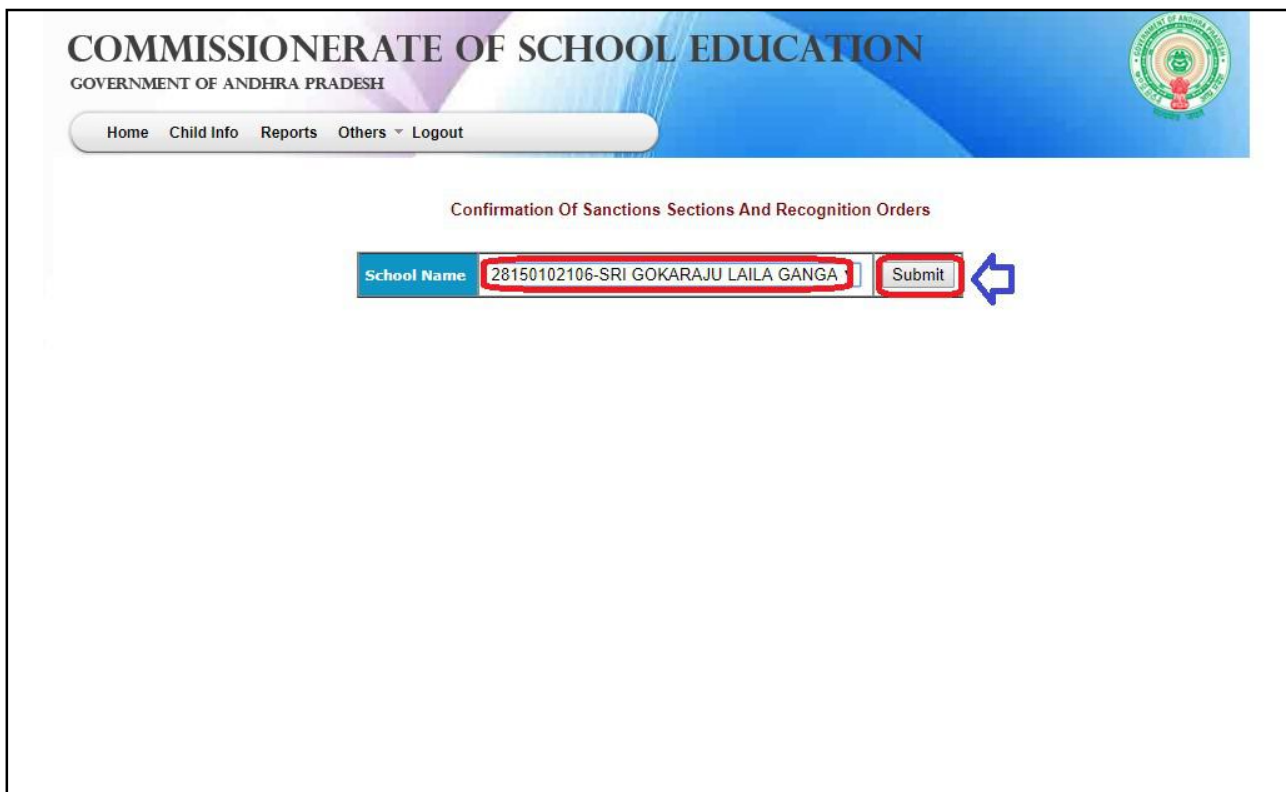 COMMISSIONERATE OF SCHOOL EDUCATION
GOVERNMENT OF ANDHRA PRADESH
Home Child Info Reports Others Logout
Confirmation Of Sanctions Sections And Recognition Orders
School Name 28150102106-SRI GOKARAJU LAILA GANGA Submit